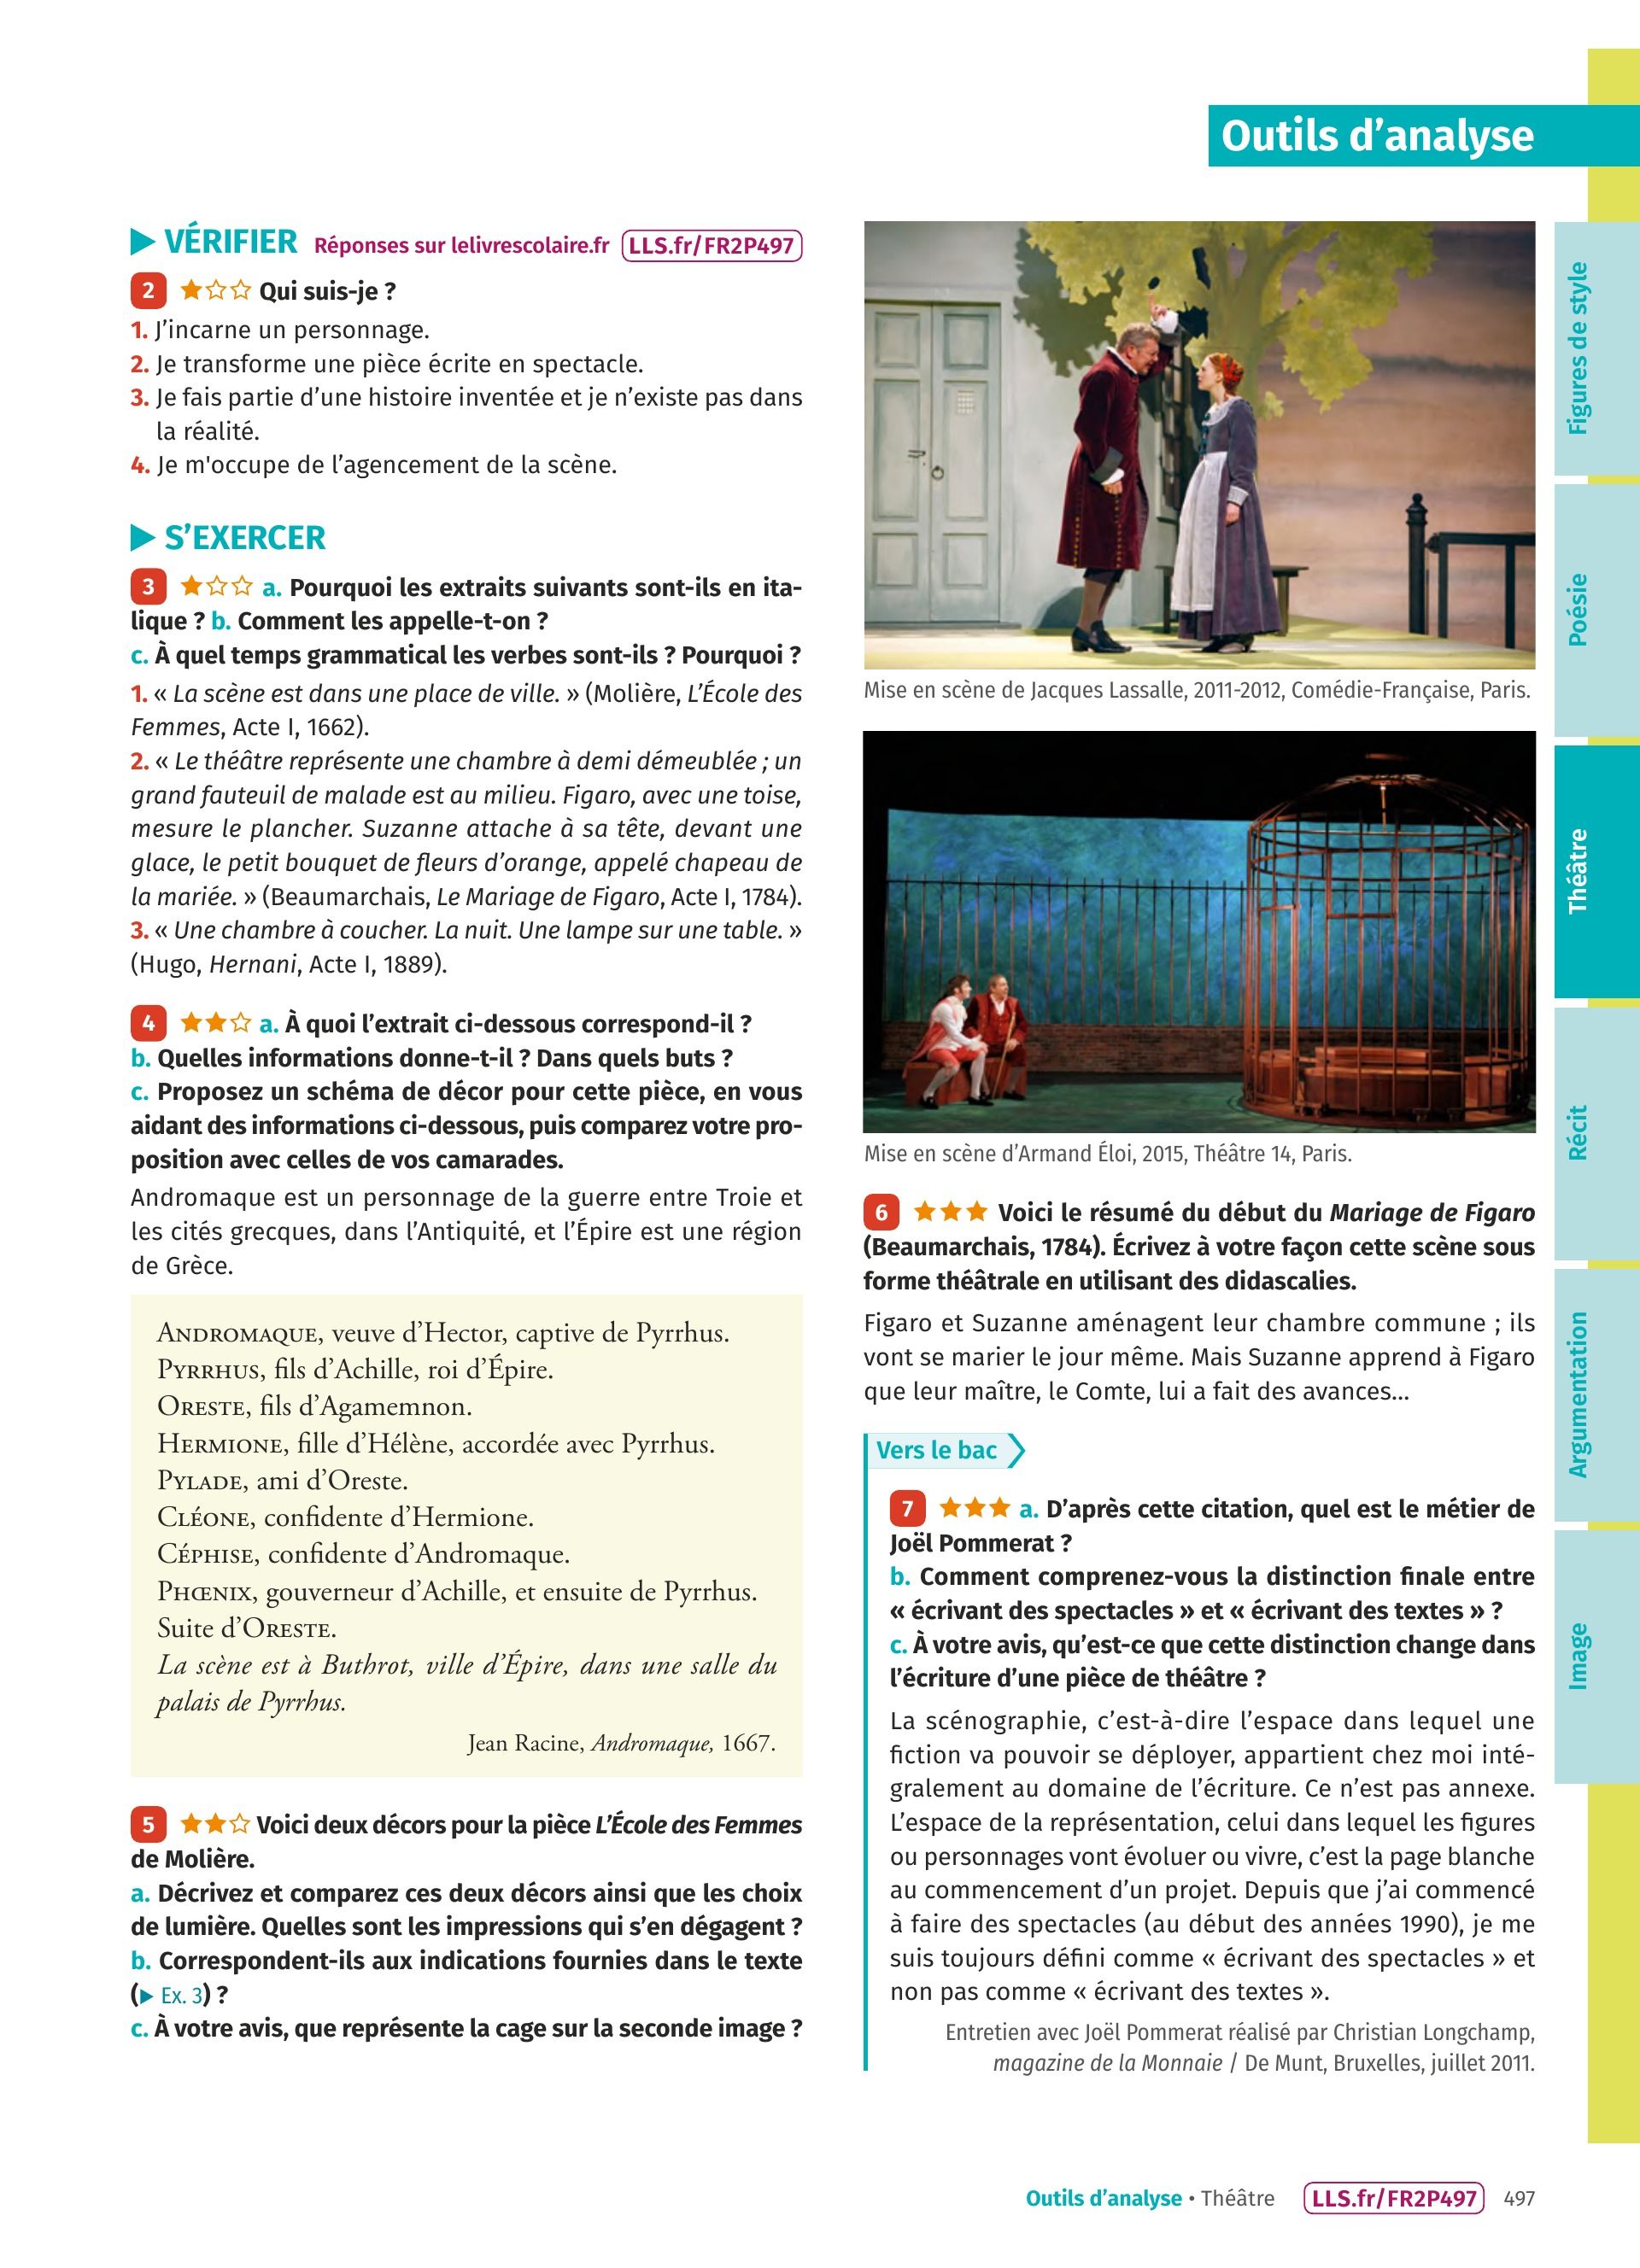 Outils d’analyse
▶ VÉRIFIER Réponses sur lelivrescolaire.fr LLS.fr/FR2P497
2 ★☆☆ Qui suis-je ?
1. J’incarne un personnage.
2. Je transforme une pièce écrite en spectacle.
3. Je fais partie d’une histoire inventée et je n’existe pas dans
la réalité.
4. Je m'occupe de l’agencement de la scène.
▶ S’EXERCER
3 ★☆☆ a. Pourquoi les extraits suivants sont-ils en ita-
lique ? b. Comment les appelle-t-on ?
c. À quel temps grammatical les verbes sont-ils ? Pourquoi ?
1. « La scène est dans une place de ville. » (Molière, L’École des
Femmes, Acte I, 1662).
2. « Le théâtre représente une chambre à demi démeublée ; un
grand fauteuil de malade est au milieu. Figaro, avec une toise,
mesure le plancher. Suzanne attache à sa tête, devant une
glace, le petit bouquet de fleurs d’orange, appelé chapeau de
la mariée. » (Beaumarchais, Le Mariage de Figaro, Acte I, 1784).
3. « Une chambre à coucher. La nuit. Une lampe sur une table. »
(Hugo, Hernani, Acte I, 1889).
4 ★★☆ a. À quoi l’extrait ci-dessous correspond-il ?
b. Quelles informations donne-t-il ? Dans quels buts ?
c. Proposez un schéma de décor pour cette pièce, en vous
aidant des informations ci-dessous, puis comparez votre pro-
position avec celles de vos camarades.
Andromaque est un personnage de la guerre entre Troie et
les cités grecques, dans l’Antiquité, et l’Épire est une région
de Grèce.
ANDROMAQUE, veuve d’Hector, captive de Pyrrhus.
PYRRHUS, fils d’Achille, roi d’Épire.
ORESTE, fils d’Agamemnon.
HERMIONE, fille d’Hélène, accordée avec Pyrrhus.
PYLADE, ami d’Oreste.
CLÉONE, confidente d’Hermione.
CÉPHISE, confidente d’Andromaque.
PHŒNIX, gouverneur d’Achille, et ensuite de Pyrrhus.
Suite d’ORESTE.
La scène est à Buthrot, ville d’Épire, dans une salle du
palais de Pyrrhus.
Jean Racine, Andromaque, 1667.
5 ★★☆ Voici deux décors pour la pièce L’École des Femmes
de Molière.
a. Décrivez et comparez ces deux décors ainsi que les choix
de lumière. Quelles sont les impressions qui s’en dégagent ?
b. Correspondent-ils aux indications fournies dans le texte
(▶ Ex. 3) ?
c. À votre avis, que représente la cage sur la seconde image ?
Mise en scène de Jacques Lassalle, 2011-2012, Comédie-Française, Paris.
Mise en scène d’Armand Éloi, 2015, Théâtre 14, Paris.
6 ★★★ Voici le résumé du début du Mariage de Figaro
(Beaumarchais, 1784). Écrivez à votre façon cette scène sous
forme théâtrale en utilisant des didascalies.
Figaro et Suzanne aménagent leur chambre commune ; ils
vont se marier le jour même. Mais Suzanne apprend à Figaro
que leur maître, le Comte, lui a fait des avances…
Vers le bac
7 ★★★ a. D’après cette citation, quel est le métier de
Joël Pommerat ?
b. Comment comprenez-vous la distinction finale entre
« écrivant des spectacles » et « écrivant des textes » ?
c. À votre avis, qu’est-ce que cette distinction change dans
l’écriture d’une pièce de théâtre ?
La scénographie, c’est-à-dire l’espace dans lequel une
fiction va pouvoir se déployer, appartient chez moi inté-
gralement au domaine de l’écriture. Ce n’est pas annexe.
L’espace de la représentation, celui dans lequel les figures
ou personnages vont évoluer ou vivre, c’est la page blanche
au commencement d’un projet. Depuis que j’ai commencé
à faire des spectacles (au début des années 1990), je me
suis toujours défini comme « écrivant des spectacles » et
non pas comme « écrivant des textes ».
Entretien avec Joël Pommerat réalisé par Christian Longchamp,
magazine de la Monnaie / De Munt, Bruxelles, juillet 2011.
Figures de style
Poésie
Théâtre
Récit
Argumentation
Image
Outils d’analyse • Théâtre LLS.fr/FR2P497 497